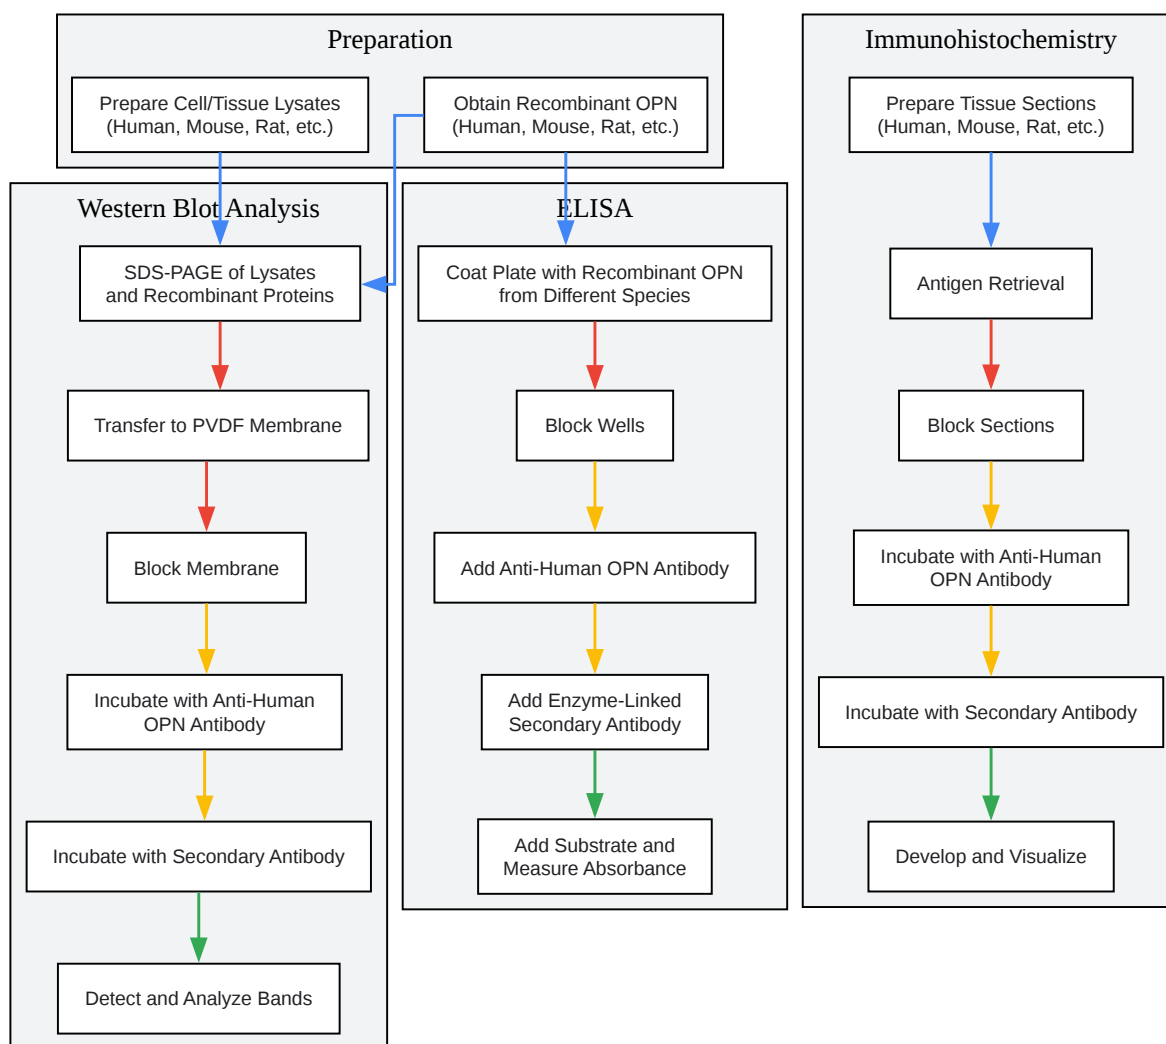 Preparation
Prepare Cell/Tissue Lysates
(Human, Mouse, Rat, etc.)
Obtain Recombinant OPN
(Human, Mouse, Rat, etc.)
Western Blot Analysis
SDS-PAGE of Lysates
and Recombinant Proteins
Transfer to PVDF Membrane
Block Membrane
Incubate with Anti-Human
OPN Antibody
Incubate with Secondary Antibody
Detect and Analyze Bands
ELISA
Coat Plate with Recombinant OPN
from Different Species
Block Wells
Add Anti-Human OPN Antibody
Add Enzyme-Linked
Secondary Antibody
Add Substrate and
Measure Absorbance
Immunohistochemistry
Prepare Tissue Sections
(Human, Mouse, Rat, etc.)
Antigen Retrieval
Block Sections
Incubate with Anti-Human
OPN Antibody
Incubate with Secondary Antibody
Develop and Visualize